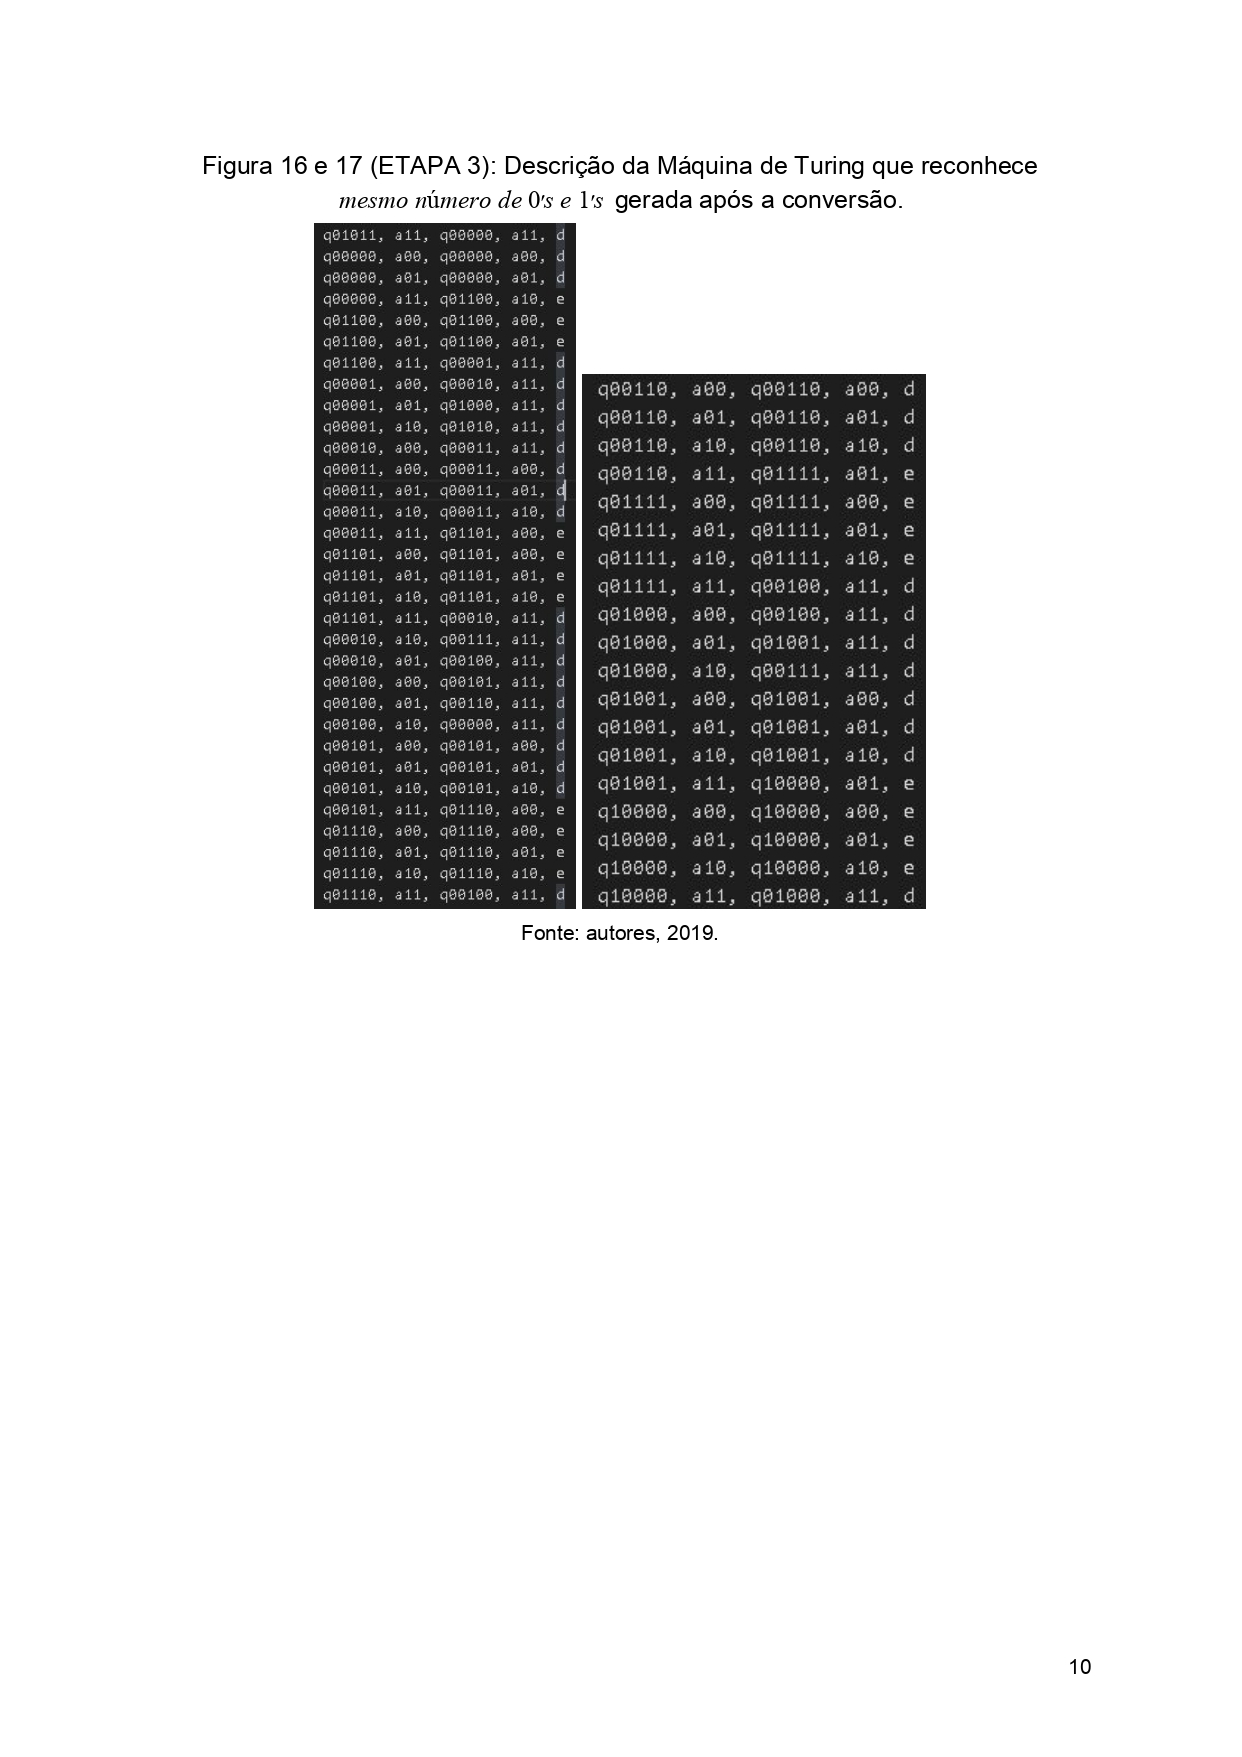 Figura 16 e 17 (ETAPA 3): Descrição da Máquina de Turing que reconhece
mesmo número de 0's e 1's gerada após a conversão.
q01011, a11, q00000, a11, d
q00000, a00, q00000, a00, d
q00000, a01, q00000, a01, d
q00000, a11, q01100, a10, e
q01100, a00, q01100, a00, e
q01100, a01, q01100, a01, e
q01100, a11, q00001, a11, d
q00001, a00, q00010, a11, d
q00001, a01, q01000, a11, d
q00001, a10, q01010, a11, d
q00010, a00, q00011, a11, d
q00011, a00, q00011, a00, d
q00011, a01, q00011, a01, d
q00011, a10, q00011, a10, d
q00011, a11, q01101, a00, e
q01101, a00, q01101, a00, e
q01101, a01, q01101, a01, e
q01101, a10, q01101, a10, e
q01101, a11, q00010, a11, d
q00010, a10, q00111, a11, d
q00010, a01, q00100, a11, d
q00100, a00, q00101, a11, d
q00100, a01, q00110, a11, d
q00100, a10, q00000, a11, d
q00101, a00, q00101, a00, d
q00101, a01, q00101, a01, d
q00101, a10, q00101, a10, d
q00101, a11, q01110, a00, e
q01110, a00, q01110, a00, e
q01110, a01, q01110, a01, e
q01110, a10, q01110, a10, e
q01110, a11, q00100, a11, d
q00110, a00, q00110, a00, d
q00110, a01, q00110, a01, d
q00110, a10, q00110, a10, d
q00110, a11, q01111, a01, e
q01111, a00, q01111, a00, e
q01111, a01, q01111, a01, e
q01111, a10, q01111, a10, e
q01111, a11, q00100, a11, d
q01000, a00, q00100, a11, d
q01000, a01, q01001, a11, d
q01000, a10, q00111, a11, d
q01001, a00, q01001, a00, d
q01001, a01, q01001, a01, d
q01001, a10, q01001, a10, d
q01001, a11, q10000, a01, e
q10000, a00, q10000, a00, e
q10000, a01, q10000, a01, e
q10000, a10, q10000, a10, e
q10000, a11, q01000, a11, d
Fonte: autores, 2019.
10